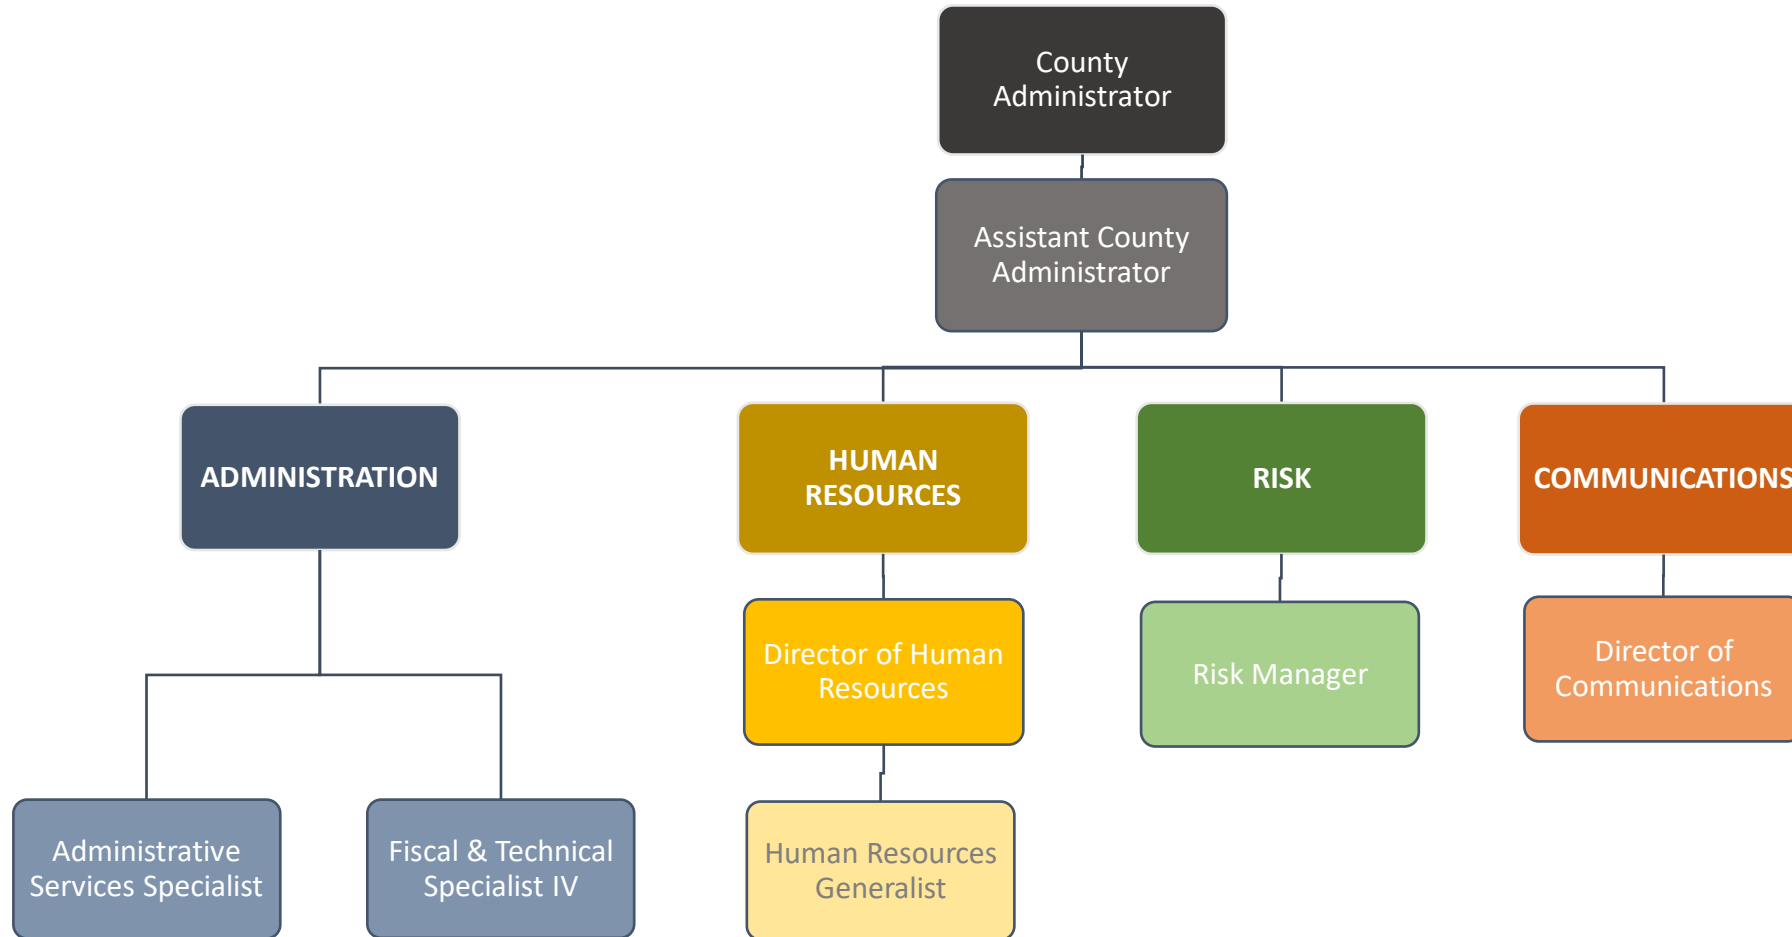 County
Administrator
Assistant County
Administrator
ADMINISTRATION
HUMAN
RESOURCES
RISK
COMMUNICATIONS
Director of Human
Resources
Risk Manager
Director of
Communications
Administrative
Services Specialist
Fiscal & Technical
Specialist IV
Human Resources
Generalist